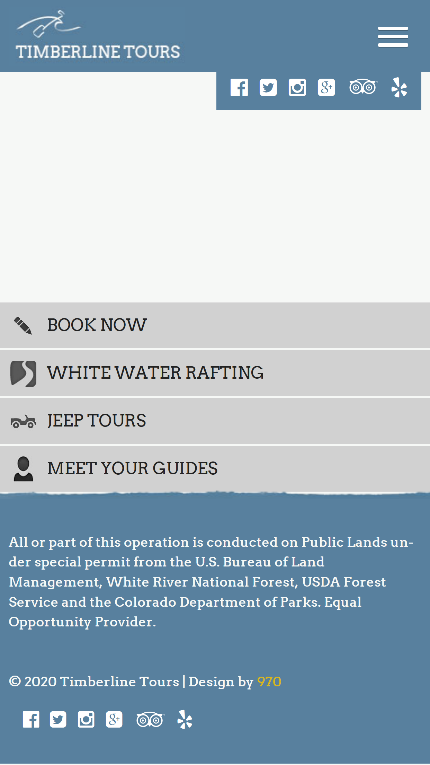 TIMBERLINE TOURS
BOOK NOW
WHITE WATER RAFTING
JEEP TOURS
MEET YOUR GUIDES
All or part of this operation is conducted on Public Lands un-
der special permit from the U.S. Bureau of Land
Management, White River National Forest, USDA Forest
Service and the Colorado Department of Parks. Equal
Opportunity Provider.
© 2020 Timberline Tours | Design by 970